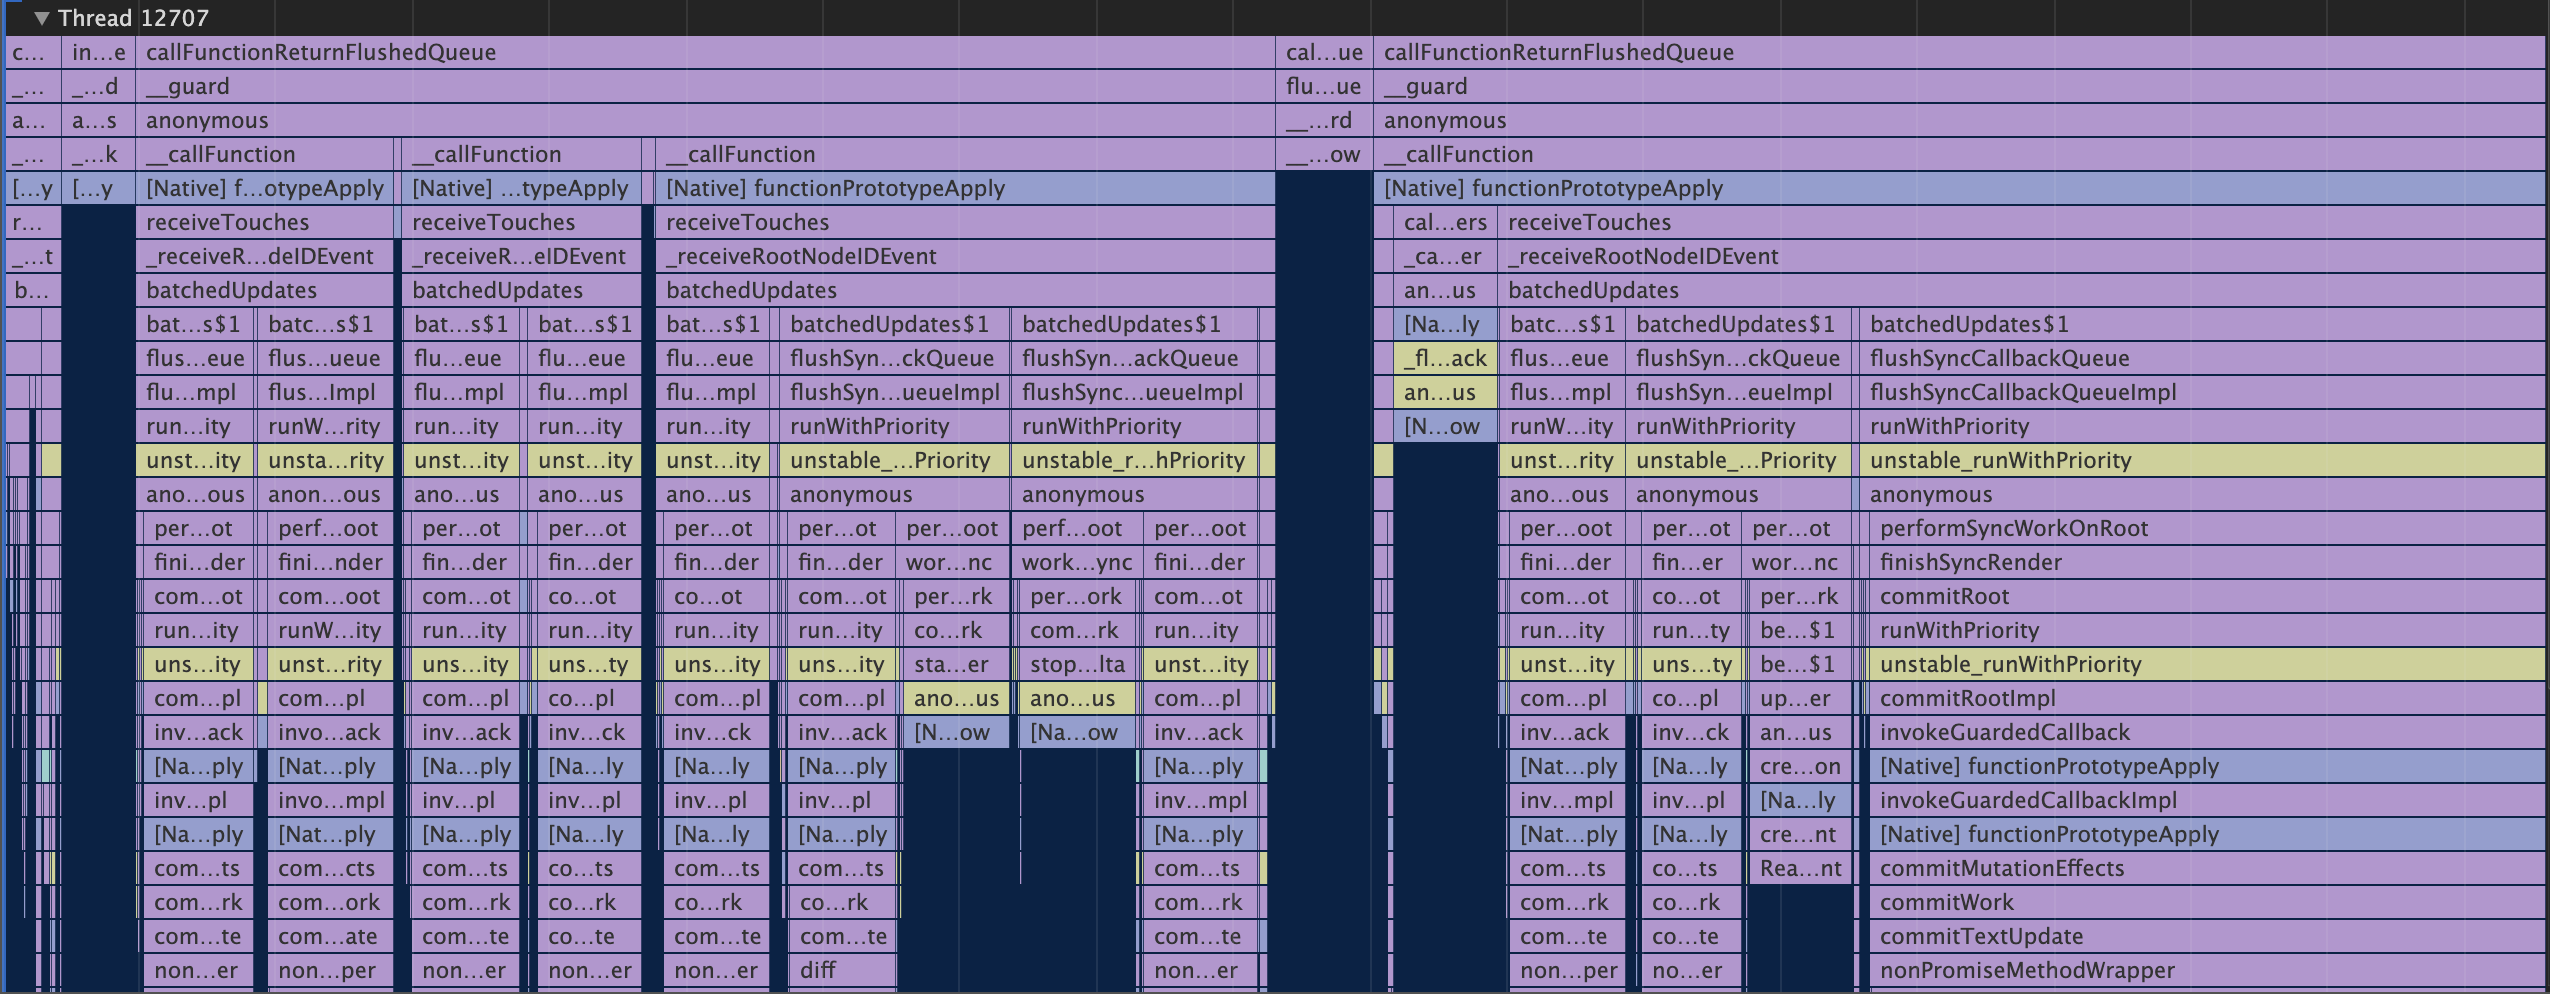 Thread 12707
c... in...e callFunctionReturnFlushedQueue cal...ue callFunctionReturnFlushedQueue
_... _...d __guard flu...ue __guard
a... a...s anonymous __...rd anonymous
_... _...k __callFunction __callFunction __callFunction __...ow __callFunction
[...y [...y [Native] f...otypeApply [Native] ...typeApply [Native] functionPrototypeApply [Native] functionPrototypeApply
r... receiveTouches receiveTouches receiveTouches cal...ers receiveTouches
_...t _receiveR...deIDEvent _receiveR...eIDEvent _receiveRootNodeIDEvent _ca...er _receiveRootNodeIDEvent
b... batchedUpdates batchedUpdates batchedUpdates an...us batchedUpdates
bat...s$1 batc...s$1 bat...s$1 bat...s$1 bat...s$1 batchedUpdates$1 batchedUpdates$1 [Na...ly batc...s$1 batchedUpdates$1 batchedUpdates$1
flus...eue flus...ueue flu...eue flu...eue flu...eue flushSyn...ckQueue flushSyn...ackQueue _fl...ack flus...eue flushSyn...ckQueue flushSyncCallbackQueue
flu...mpl flus...Impl flu...mpl flu...mpl flu...mpl flushSyn...ueueImpl flushSync...ueueImpl an...us flus...mpl flushSyn...eueImpl flushSyncCallbackQueueImpl
run...ity runW...rity run...ity run...ity run...ity runWithPriority runWithPriority [N...ow runW...ity runWithPriority runWithPriority
unst...ity unsta...rity unst...ity unst...ity unst...ity unstable_...Priority unstable_r...hPriority unst...rity unstable_...Priority unstable_runWithPriority
ano...ous anon...ous ano...us ano...us ano...us anonymous anonymous ano...ous anonymous anonymous
per...ot perf...oot per...ot per...ot per...ot per...ot per...oot perf...oot per...ot per...oot per...ot per...ot performSyncWorkOnRoot
fini...der fini...nder fin...der fin...der fin...der fin...der wor...nc work...ync fini...der fini...der fin...er wor...nc finishSyncRender
com...ot com...oot com...ot co...ot co...ot com...ot per...rk per...ork com...ot com...ot co...ot per...rk commitRoot
run...ity runW...ity run...ity run...ity run...ity run...ity co...rk com...rk run...ity run...ity run...ty be...$1 runWithPriority
uns...ity unst...rity uns...ity uns...ty uns...ity uns...ity sta...er stop...lta unst...ity unst...ity uns...ty be...$1 unstable_runWithPriority
com...pl com...pl com...pl co...pl com...pl com...pl ano...us ano...us com...pl com...pl co...pl up...er commitRootImpl
inv...ack invo...ack inv...ack inv...ck inv...ck inv...ack [N...ow [Na...ow inv...ack inv...ack inv...ck an...us invokeGuardedCallback
[Na...ply [Nat...ply [Na...ply [Na...ly [Na...ly [Na...ply [Na...ply [Nat...ply [Na...ly cre...on [Native] functionPrototypeApply
inv...pl invo...mpl inv...pl inv...pl inv...pl inv...pl inv...mpl inv...mpl inv...pl [Na...ly invokeGuardedCallbackImpl
[Na...ply [Nat...ply [Na...ply [Na...ly [Na...ly [Na...ply [Na...ply [Nat...ply [Na...ly cre...nt [Native] functionPrototypeApply
com...ts com...cts com...ts co...ts com...ts com...ts com...ts com...ts co...ts Rea...nt commitMutationEffects
com...rk com...ork com...rk co...rk co...rk co...rk com...rk com...rk co...rk commitWork
com...te com...ate com...te co...te com...te com...te com...te com...te co...te commitTextUpdate
non...er non...per non...er non...er non...er diff non...er non...per no...er nonPromiseMethodWrapper